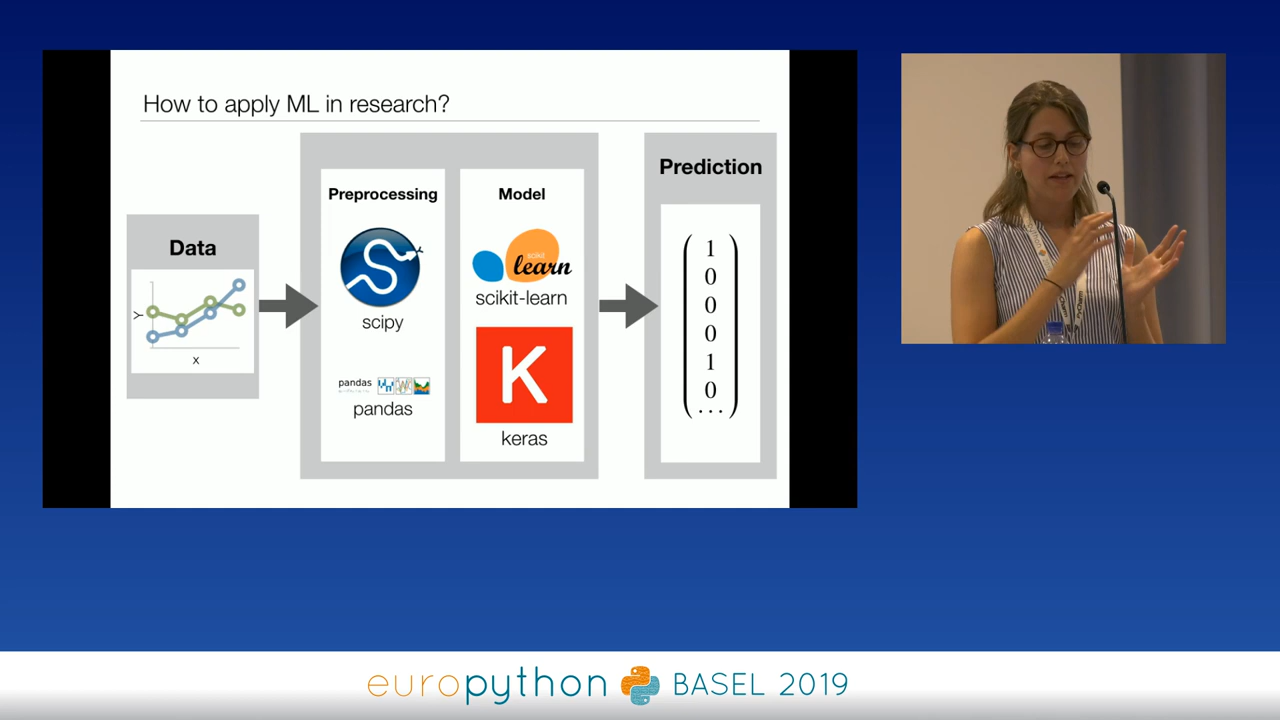 How to apply ML in research?
Data
Y
X
Preprocessing
scipy
pandas
pandas
Model
scikit
learn
scikit-learn
K
keras
Prediction
1
0
0
0
1
0
...
europython BASEL 2019